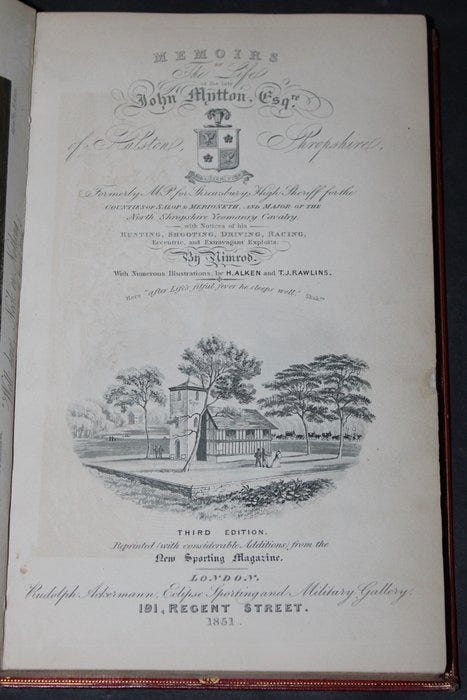 MEMOIRS
OF
The Life
of the late
John Mytton, Esqre.
of Halston, Shropshire,
Formerly M.P. for Shrewsbury, High Sheriff for the
COUNTIES OF SALOP & MERIONETH, AND MAJOR OF THE
North Shropshire Yeomanry Cavalry.
with Notices of his
HUNTING, SHOOTING, DRIVING, RACING,
Eccentric, and Extravagant Exploits.
By Nimrod.
With Numerous Illustrations, by H. ALKEN and T.J. RAWLINS.
Here "after Life's fitful fever he sleeps well." Shaks
THIRD EDITION.
Reprinted (with considerable Additions) from the
New Sporting Magazine.
LONDON.
Rudolph Ackermann, Eclipse Sporting and Military Gallery,
191, REGENT STREET.
1851.